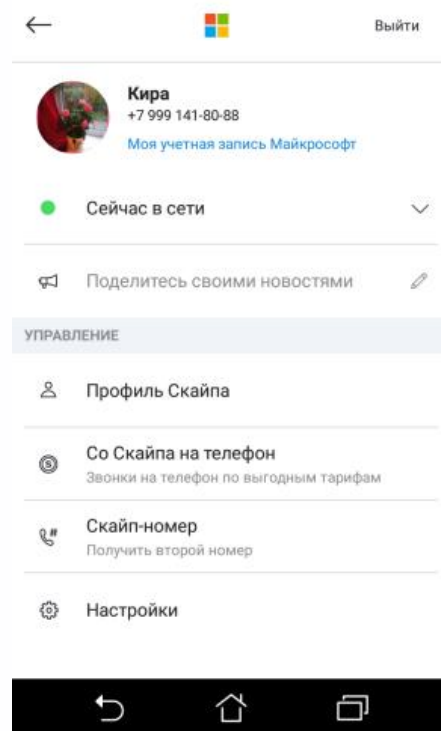 Выйти
Кира
+7 999 141-80-88
Моя учетная запись Майкрософт
Сейчас в сети
Поделитесь своими новостями
УПРАВЛЕНИЕ
Профиль Скайпа
Со Скайпа на телефон
Звонки на телефон по выгодным тарифам
Скайп-номер
Получить второй номер
Настройки